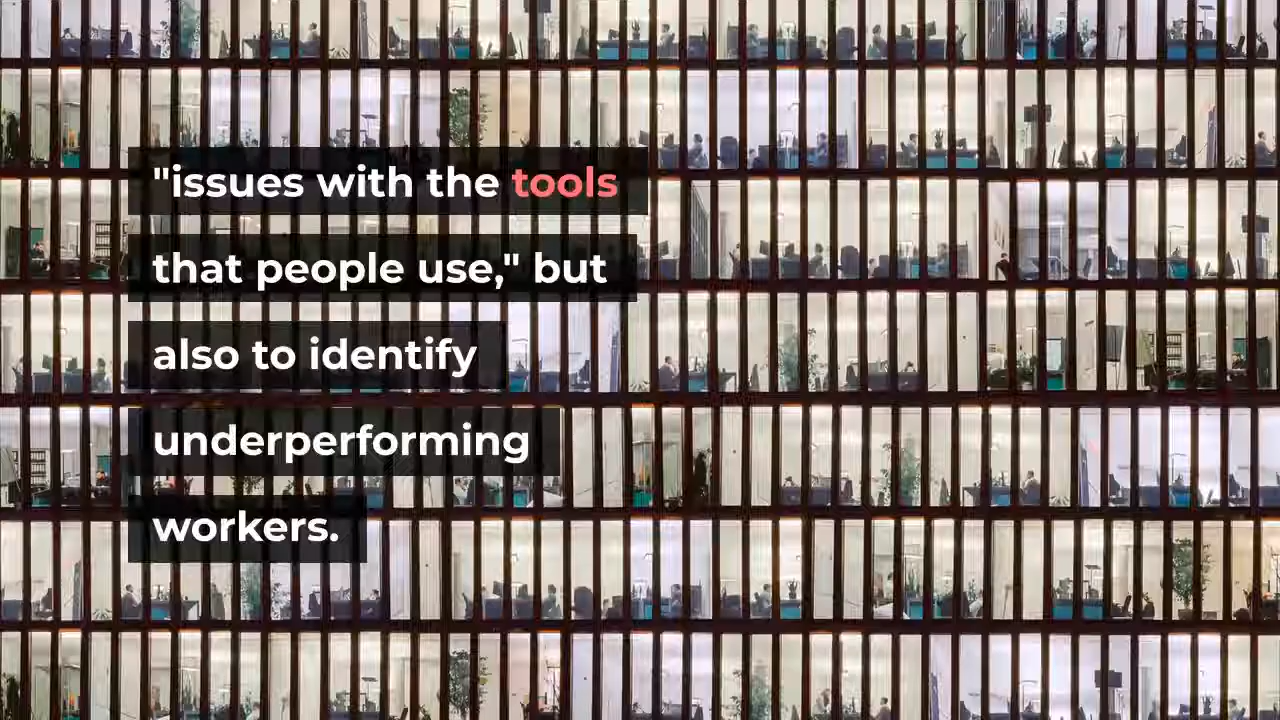 "issues with the tools
that people use," but
also to identify
underperforming
workers.